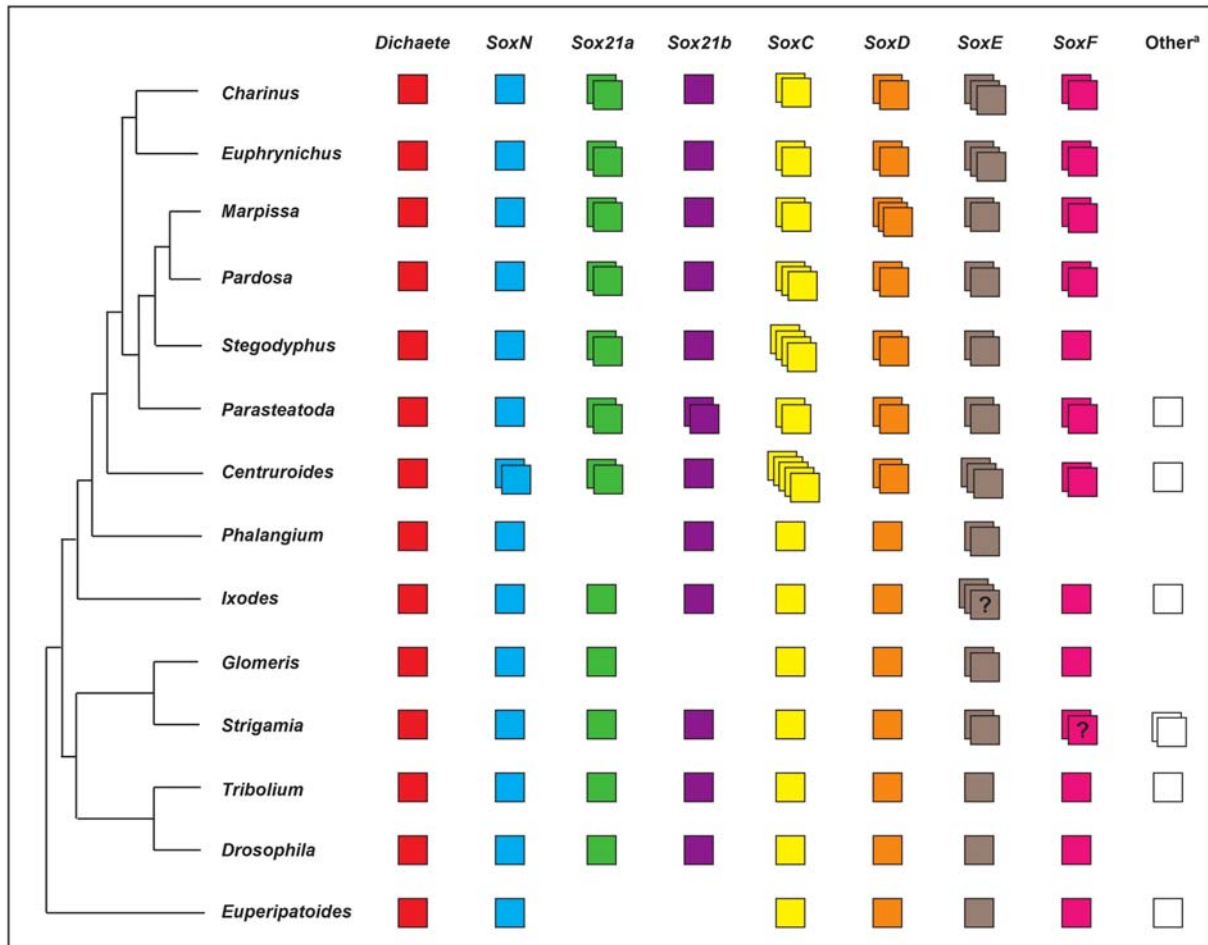 Dichaete SoxN Sox21a Sox21b SoxC SoxD SoxE SoxF Otherª
Charinus
Euphrynichus
Marpissa
Pardosa
Stegodyphus
Parasteatoda
Centruroides
Phalangium
Ixodes ?
Glomeris
Strigamia ?
Tribolium
Drosophila
Euperipatoides